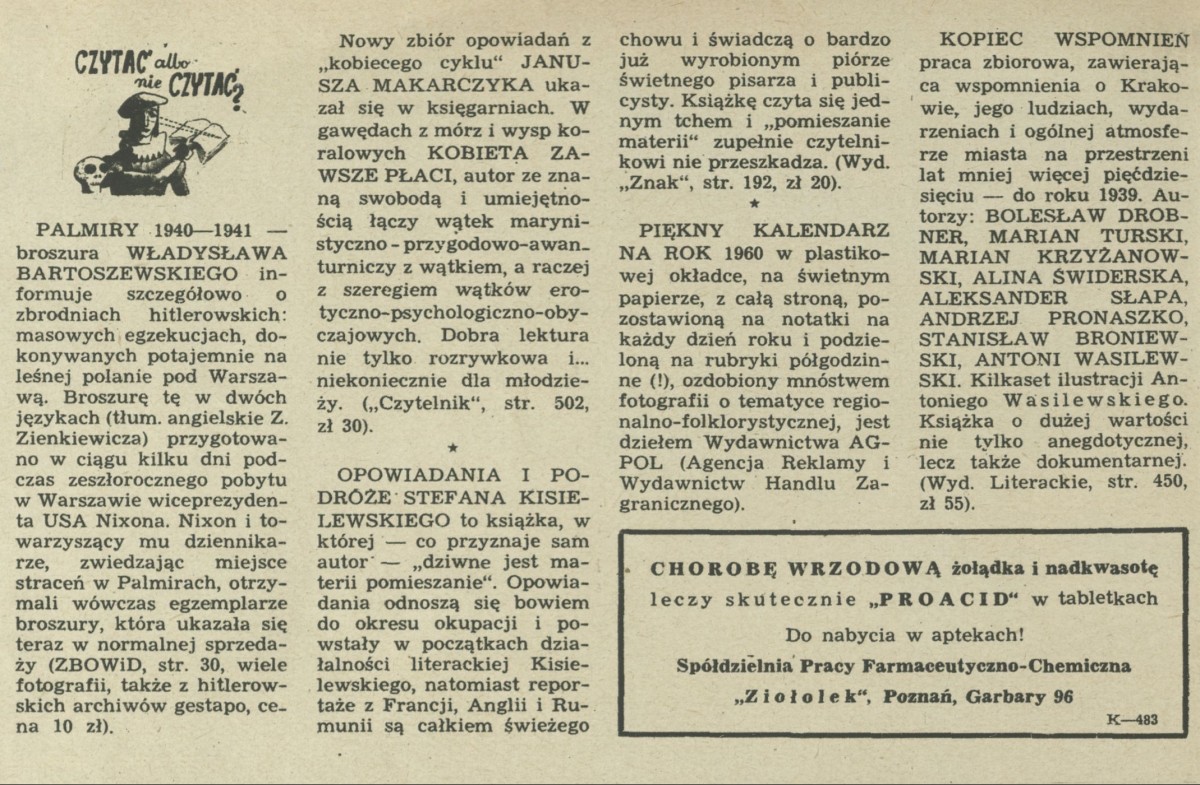 CZYTAĆ albo
nie CZYTAĆ?
PALMIRY 1940—1941 —
broszura WŁADYSŁAWA
BARTOSZEWSKIEGO in-
formuje szczegółowo o
zbrodniach hitlerowskich:
masowych egzekucjach, do-
konywanych potajemnie na
leśnej polanie pod Warsza-
wą. Broszurę tę w dwóch
językach (tłum. angielskie Z.
Zienkiewicza) przygotowa-
no w ciągu kilku dni pod-
czas zeszłorocznego pobytu
w Warszawie wiceprezyden-
ta USA Nixona. Nixon i to-
warzyszący mu dziennika-
rze, zwiedzając miejsce
straceń w Palmirach, otrzy-
mali wówczas egzemplarze
broszury, która ukazała się
teraz w normalnej sprzeda-
ży (ZBOWiD, str. 30, wiele
fotografii, także z hitlerow-
skich archiwów gestapo, ce-
na 10 zł).
Nowy zbiór opowiadań z
„kobiecego cyklu“ JANU-
SZA MAKARCZYKA uka-
zał się w księgarniach. W
gawędach z mórz i wysp ko-
ralowych KOBIETA ZA-
WSZE PŁACI, autor ze zna-
ną swobodą i umiejętno-
ścią łączy wątek maryni-
styczno-przygodowo-awan-
turniczy z wątkiem, a raczej
z szeregiem wątków ero-
tyczno-psychologiczno-oby-
czajowych. Dobra lektura
nie tylko rozrywkowa i...
niekoniecznie dla młodzie-
ży. („Czytelnik“, str. 502,
zł 30).
★
OPOWIADANIA I PO-
DRÓŻE STEFANA KISIE-
LEWSKIEGO to książka, w
której — co przyznaje sam
autor — „dziwne jest ma-
terii pomieszanie“. Opowia-
dania odnoszą się bowiem
do okresu okupacji i po-
wstały w początkach dzia-
łalności literackiej Kisie-
lewskiego, natomiast repor-
taże z Francji, Anglii i Ru-
munii są całkiem świeżego
chowu i świadczą o bardzo
już wyrobionym piórze
świetnego pisarza i publi-
cysty. Książkę czyta się jed-
nym tchem i „pomieszanie
materii“ zupełnie czytelni-
kowi nie przeszkadza. (Wyd.
„Znak“, str. 192, zł 20).
★
PIĘKNY KALENDARZ
NA ROK 1960 w plastiko-
wej okładce, na świetnym
papierze, z całą stroną, po-
zostawioną na notatki na
każdy dzień roku i podzie-
loną na rubryki półgodzin-
ne (!), ozdobiony mnóstwem
fotografii o tematyce regio-
nalno-folklorystycznej, jest
dziełem Wydawnictwa AG-
POL (Agencja Reklamy i
Wydawnictw Handlu Za-
granicznego).
KOPIEC WSPOMNIEŃ
praca zbiorowa, zawierają-
ca wspomnienia o Krako-
wie, jego ludziach, wyda-
rzeniach i ogólnej atmosfe-
rze miasta na przestrzeni
lat mniej więcej pięćdzie-
sięciu — do roku 1939. Au-
torzy: BOLESŁAW DROB-
NER, MARIAN TURSKI,
MARIAN KRZYŻANOW-
SKI, ALINA ŚWIDERSKA,
ALEKSANDER SŁAPA,
ANDRZEJ PRONASZKO,
STANISŁAW BRONIEW-
SKI, ANTONI WASILEW-
SKI. Kilkaset ilustracji An-
toniego Wasilewskiego.
Książka o dużej wartości
nie tylko anegdotycznej,
lecz także dokumentarnej.
(Wyd. Literackie, str. 450,
zł 55).
CHOROBĘ WRZODOWĄ żołądka i nadkwasotę
leczy skutecznie „PROACID“ w tabletkach
Do nabycia w aptekach!
Spółdzielnia Pracy Farmaceutyczno-Chemiczna
„Ziołolek“, Poznań, Garbary 96
K—483